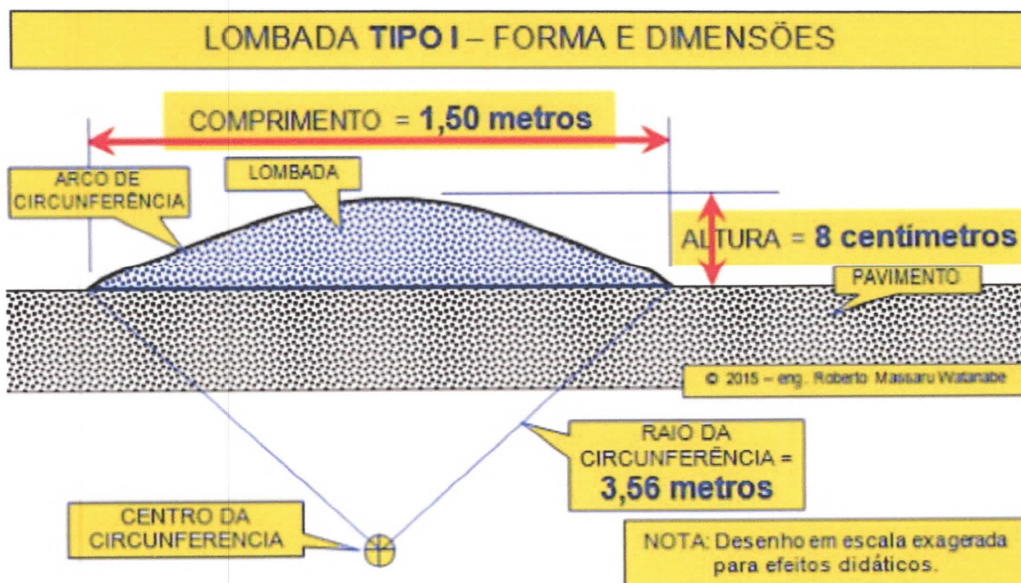 LOMBADA TIPO I – FORMA E DIMENSÕES
COMPRIMENTO = 1,50 metros
ARCO DE
CIRCUNFERÊNCIA
LOMBADA
ALTURA = 8 centímetros
PAVIMENTO
© 2015 – eng. Roberto Massaru Watanabe
RAIO DA
CIRCUNFERÊNCIA =
3,56 metros
CENTRO DA
CIRCUNFERENCIA
NOTA: Desenho em escala exagerada
para efeitos didáticos.